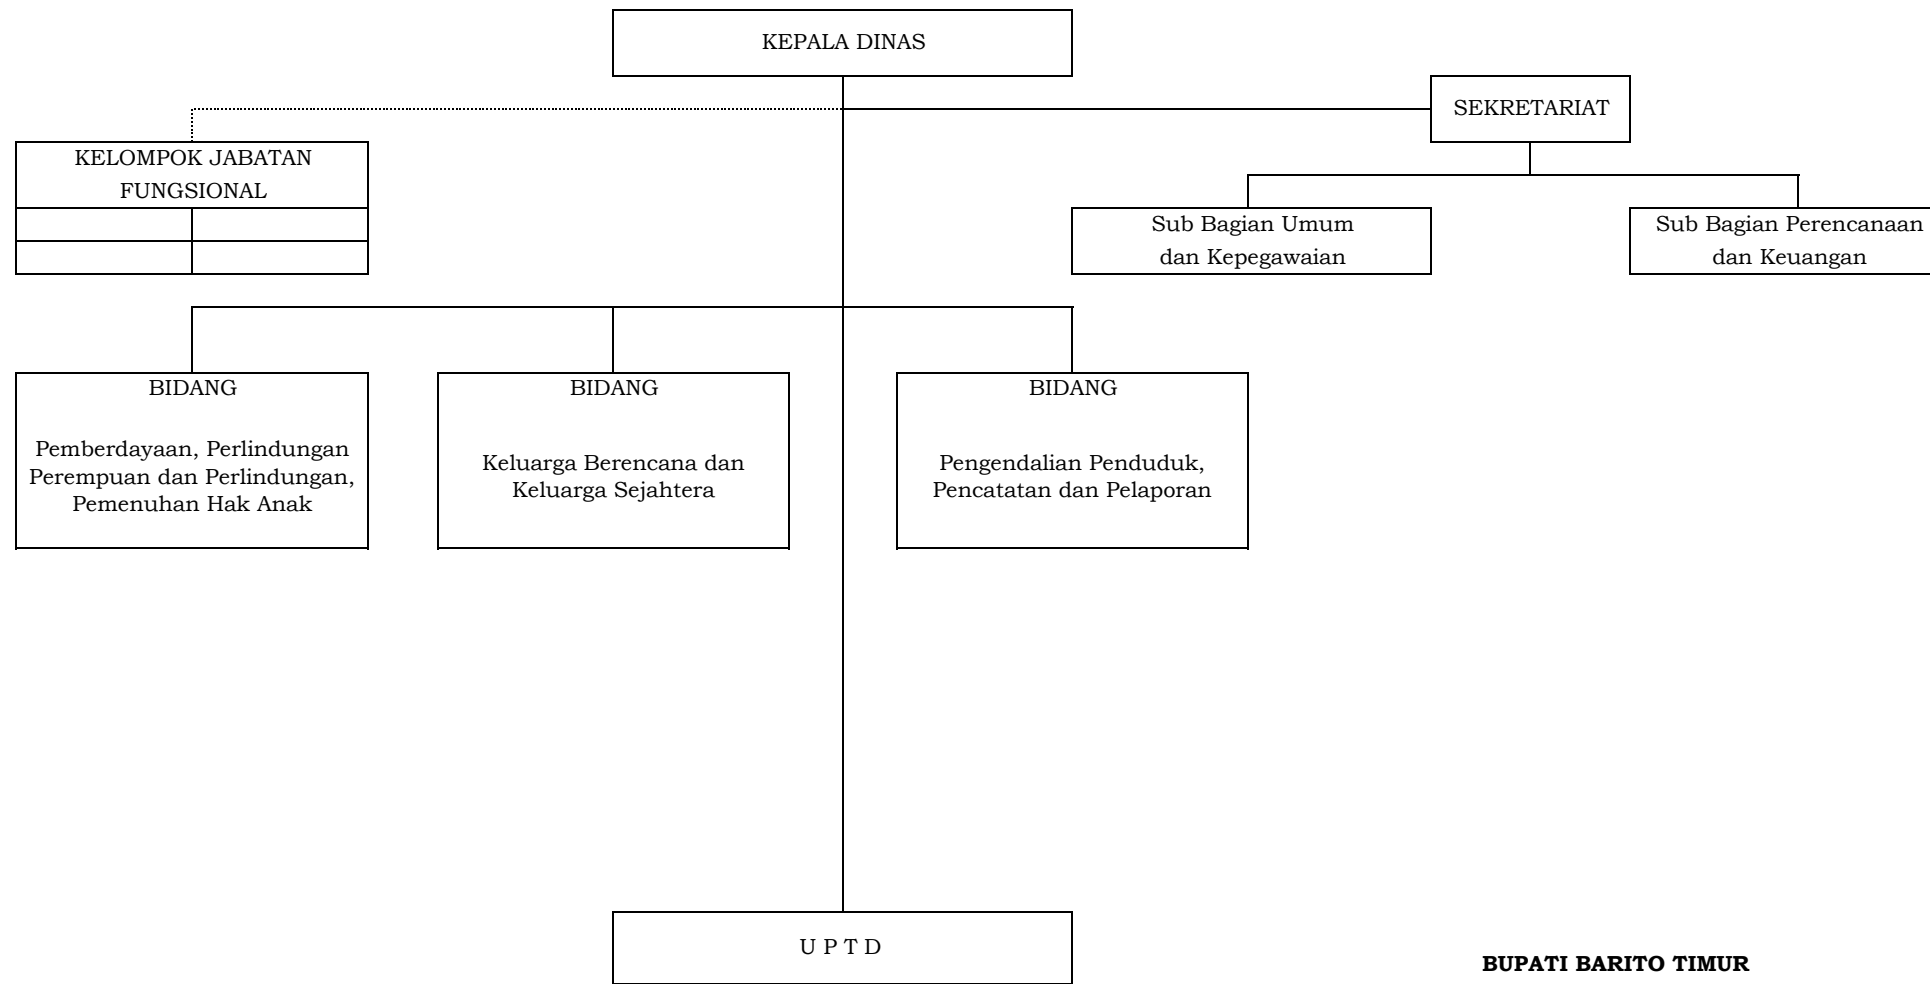 KEPALA DINAS
SEKRETARIAT
KELOMPOK JABATAN
FUNGSIONAL
Sub Bagian Umum
dan Kepegawaian
Sub Bagian Perencanaan
dan Keuangan
BIDANG
Pemberdayaan, Perlindungan
Perempuan dan Perlindungan,
Pemenuhan Hak Anak
BIDANG
Keluarga Berencana dan
Keluarga Sejahtera
BIDANG
Pengendalian Penduduk,
Pencatatan dan Pelaporan
U P T D
BUPATI BARITO TIMUR